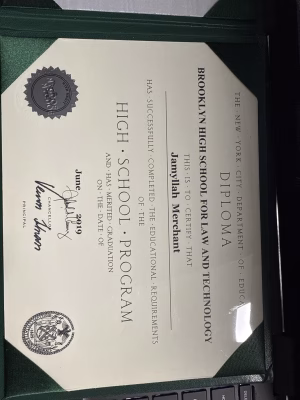 THE · NEW · YORK · CITY · DEPARTMENT · OF · EDUC
DIPLOMA
BROOKLYN HIGH SCHOOL FOR LAW AND TECHNOLOGY
THIS · IS · TO · CERTIFY · THAT
Jamyllah Merchant
HAS · SUCCESSFULLY · COMPLETED · THE · EDUCATIONAL · REQUIREMENTS
OF · THE
HIGH · SCHOOL · PROGRAM
AND · HAS · MERITED · GRADUATION
ON · THE · DATE · OF
June 2019
CHANCELLOR
PRINCIPAL